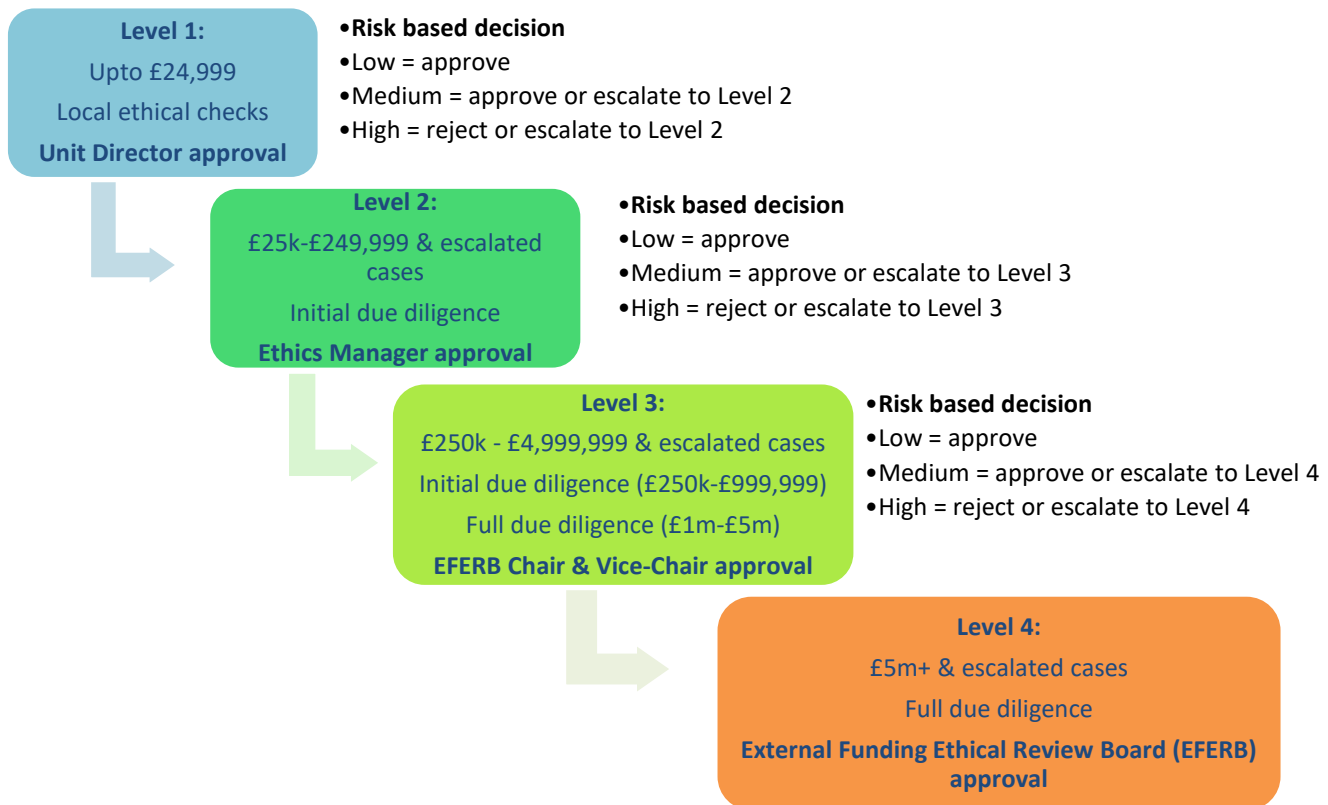 Level 1:
Upto £24,999
Local ethical checks
Unit Director approval
•Risk based decision
•Low = approve
•Medium = approve or escalate to Level 2
•High = reject or escalate to Level 2
Level 2:
£25k-£249,999 & escalated
cases
Initial due diligence
Ethics Manager approval
•Risk based decision
•Low = approve
•Medium = approve or escalate to Level 3
•High = reject or escalate to Level 3
Level 3:
£250k - £4,999,999 & escalated cases
Initial due diligence (£250k-£999,999)
Full due diligence (£1m-£5m)
EFERB Chair & Vice-Chair approval
•Risk based decision
•Low = approve
•Medium = approve or escalate to Level 4
•High = reject or escalate to Level 4
Level 4:
£5m+ & escalated cases
Full due diligence
External Funding Ethical Review Board (EFERB)
approval